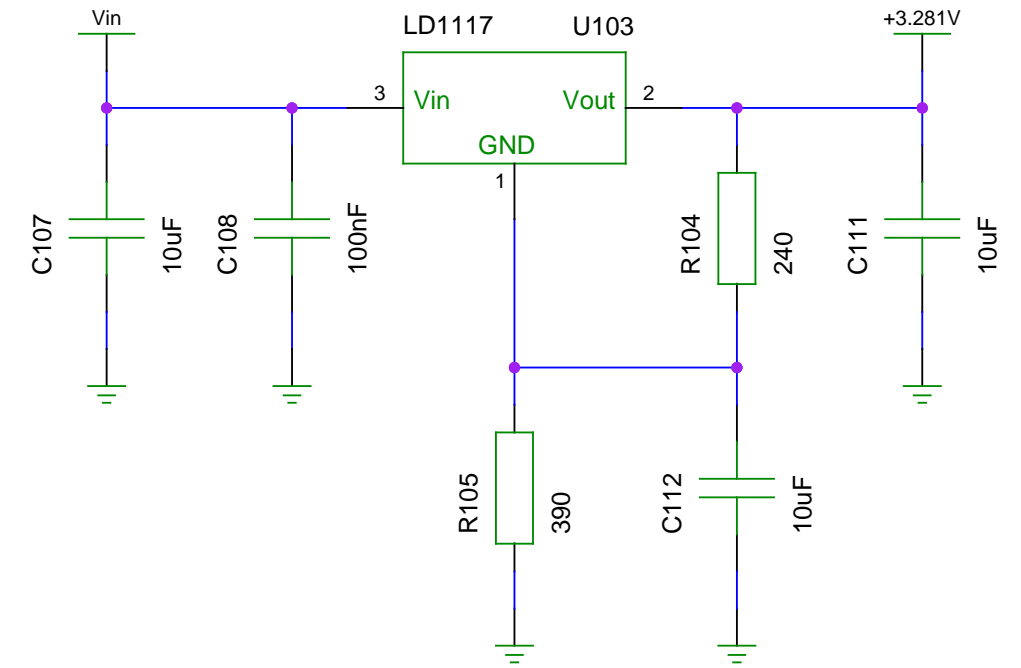 Vin
LD1117
U103
+3.281V
3
Vin
Vout
2
GND
1
C107
10uF
C108
100nF
R104
240
C111
10uF
R105
390
C112
10uF